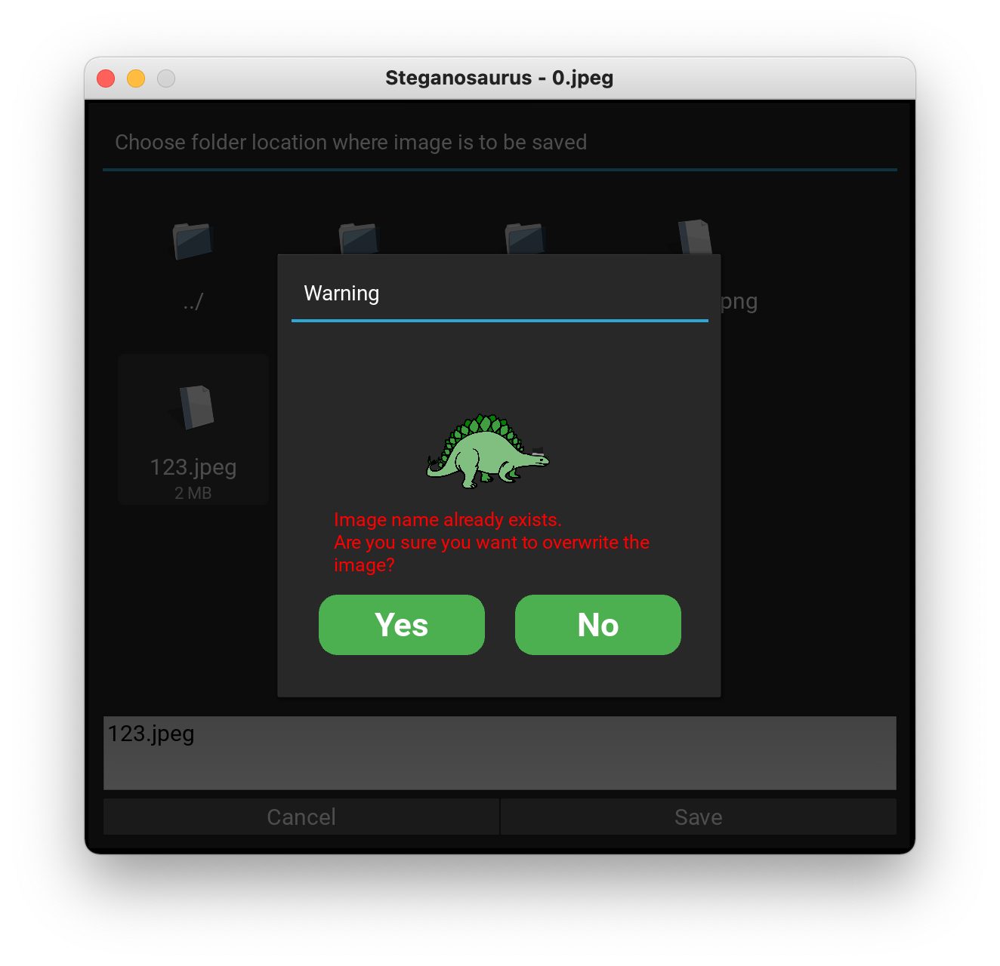 Steganosaurus - 0.jpeg
Choose folder location where image is to be saved
../
png
123.jpeg
2 MB
Warning
Image name already exists.
Are you sure you want to overwrite the
image?
Yes
No
123.jpeg
Cancel
Save